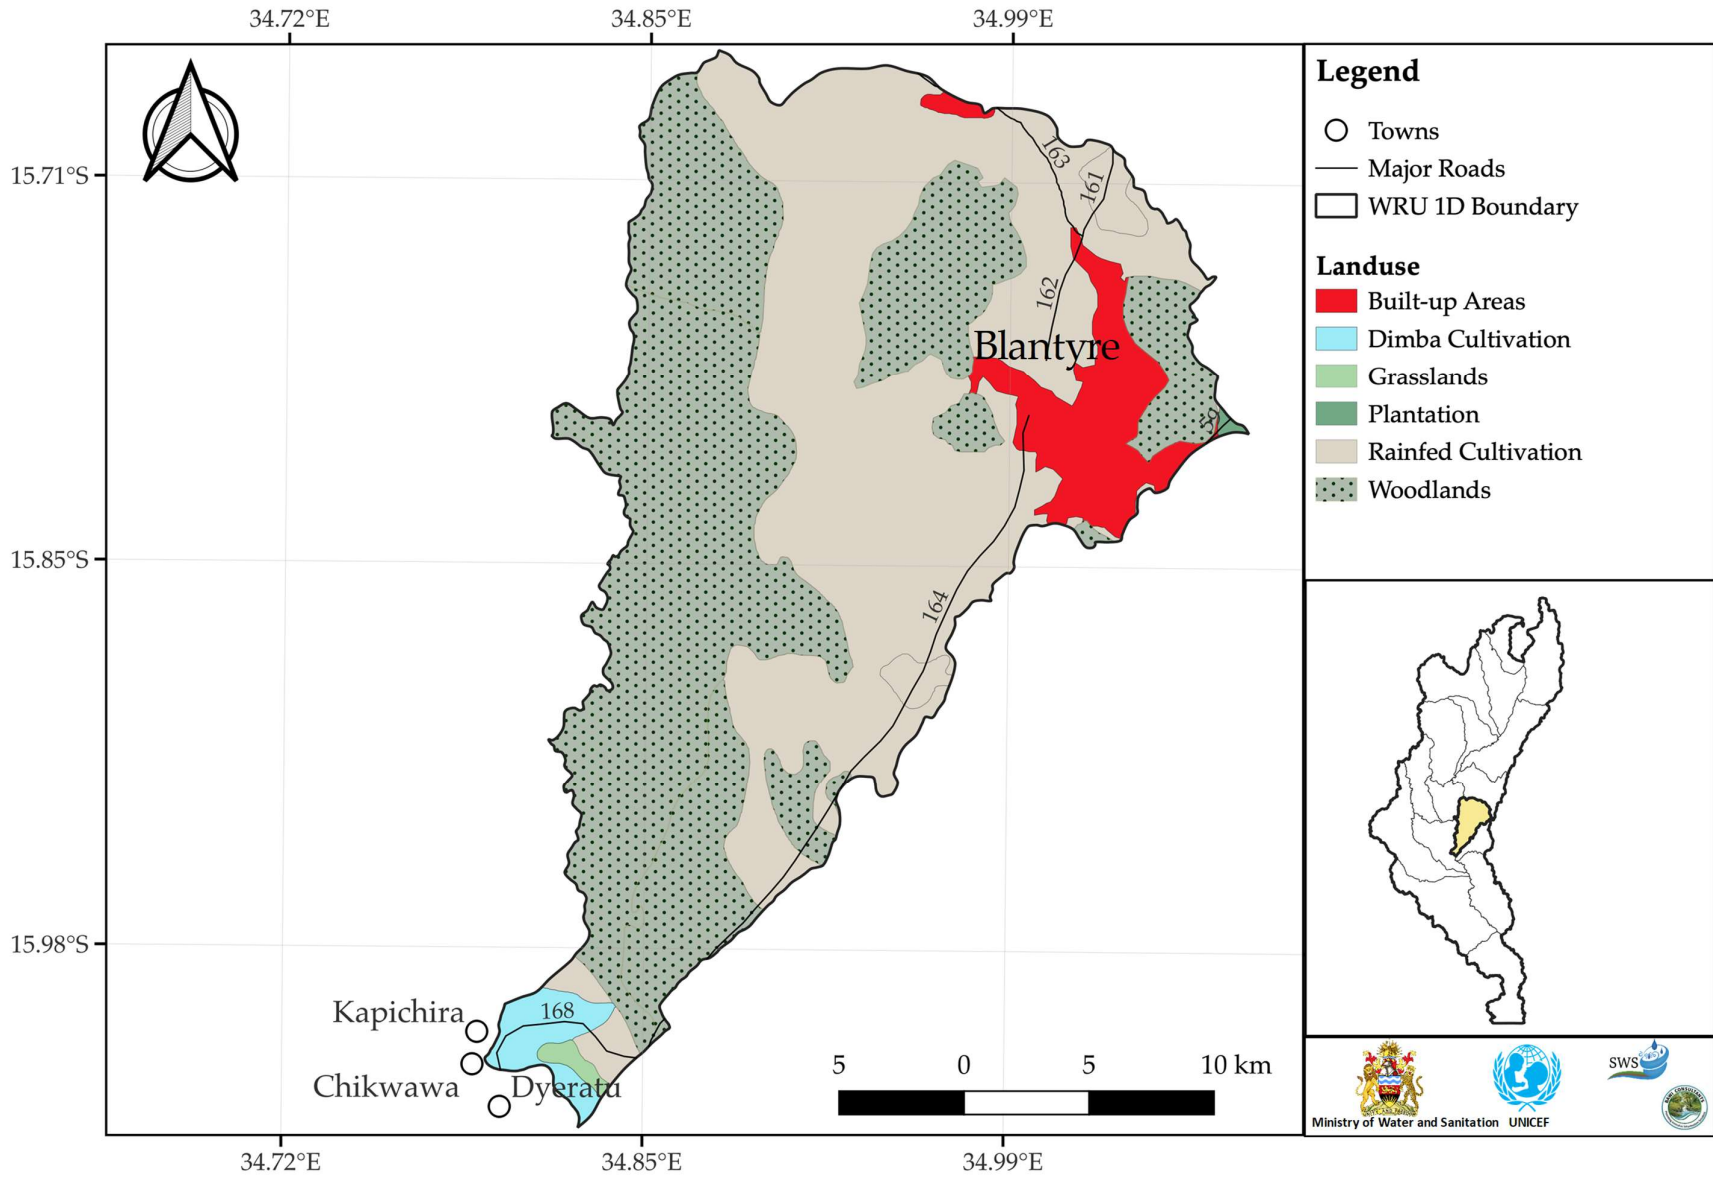 34.72°E 34.85°E 34.99°E
15.71°S
15.85°S
15.98°S
163
161
162
Blantyre
59
164
168
Kapichira
Chikwawa
Dyeratu
5 0 5 10 km
34.72°E 34.85°E 34.99°E
Legend
Towns
Major Roads
WRU 1D Boundary
Landuse
Built-up Areas
Dimba Cultivation
Grasslands
Plantation
Rainfed Cultivation
Woodlands
SWS
Ministry of Water and Sanitation UNICEF